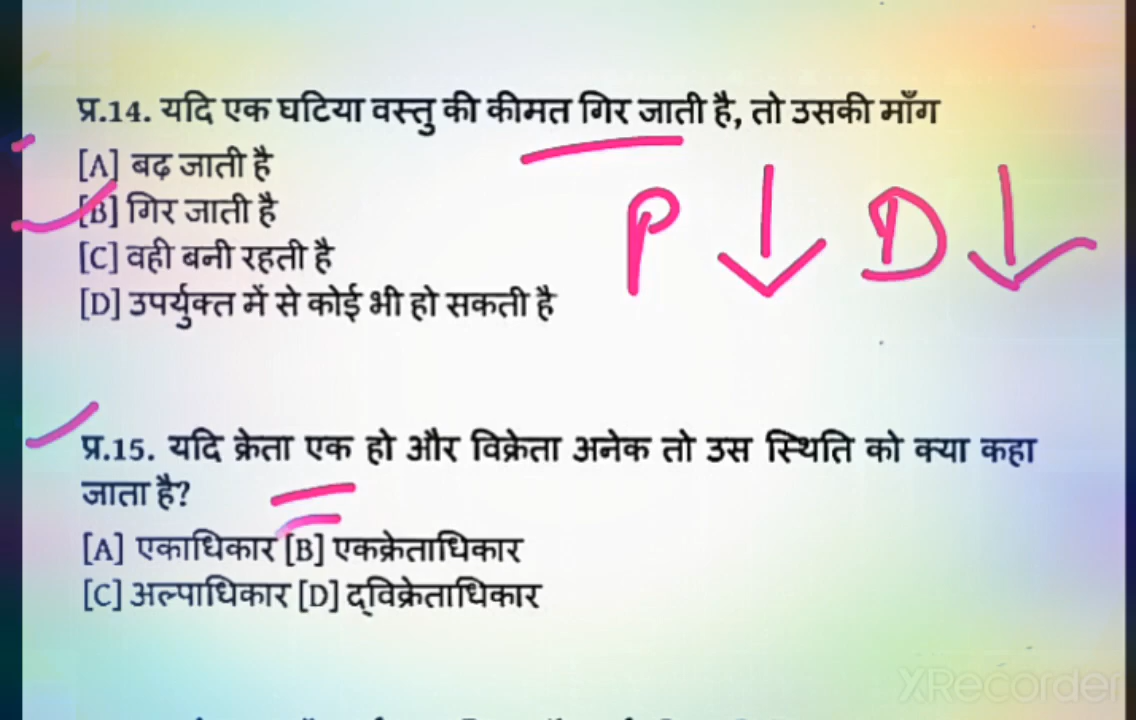 प्र.14. यदि एक घटिया वस्तु की कीमत गिर जाती है, तो उसकी माँग
[A] बढ़ जाती है
[B] गिर जाती है
[C] वही बनी रहती है
[D] उपर्युक्त में से कोई भी हो सकती है
P ↓ D ↓
प्र.15. यदि क्रेता एक हो और विक्रेता अनेक तो उस स्थिति को क्या कहा
जाता है?
[A] एकाधिकार [B] एकक्रेताधिकार
[C] अल्पाधिकार [D] द्विक्रेताधिकार
XRecorder